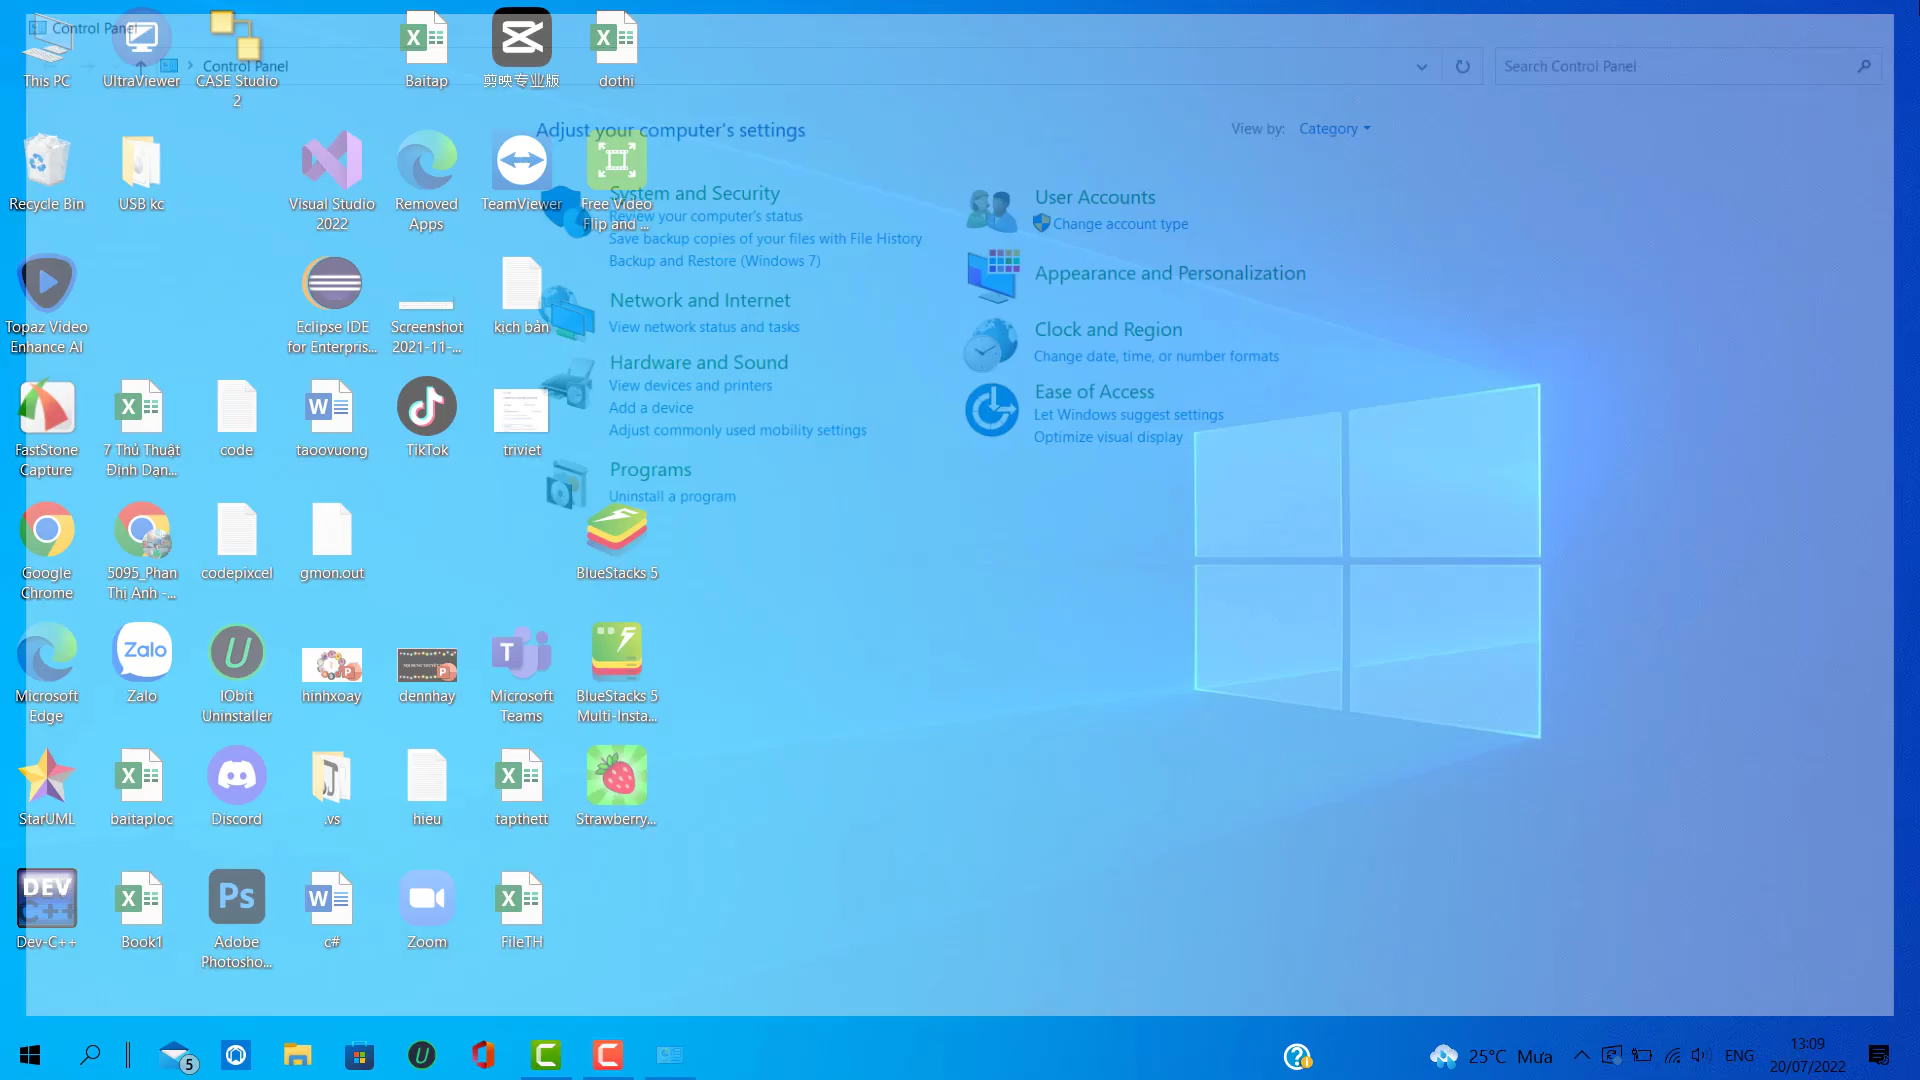 Control Panel
Control Panel
Search Control Panel
Adjust your computer's settings
View by: Category
System and Security
Review your computer's status
Save backup copies of your files with File History
Backup and Restore (Windows 7)
Network and Internet
View network status and tasks
Hardware and Sound
View devices and printers
Add a device
Adjust commonly used mobility settings
Programs
Uninstall a program
User Accounts
Change account type
Appearance and Personalization
Clock and Region
Change date, time, or number formats
Ease of Access
Let Windows suggest settings
Optimize visual display
This PC
UltraViewer
CASE Studio
2
Baitap
剪映专业版
dothi
Recycle Bin
USB kc
Visual Studio
2022
Removed
Apps
TeamViewer
Free Video
Flip and ...
Topaz Video
Enhance AI
Eclipse IDE
for Enterpris...
Screenshot
2021-11-...
kịch bản
FastStone
Capture
7 Thủ Thuật
Định Dạn...
code
taoovuong
TikTok
triviet
Google
Chrome
5095_Phan
Thị Anh -...
codepixcel
gmon.out
BlueStacks 5
Microsoft
Edge
Zalo
Zalo
IObit
Uninstaller
hinhxoay
dennhay
Microsoft
Teams
BlueStacks 5
Multi-Insta...
StarUML
baitaploc
Discord
.vs
hieu
tapthett
Strawberry...
DEV
C++
Dev-C++
Book1
Ps
Adobe
Photosho...
c#
Zoom
FileTH
5
25°C Mưa
ENG
13:09
20/07/2022